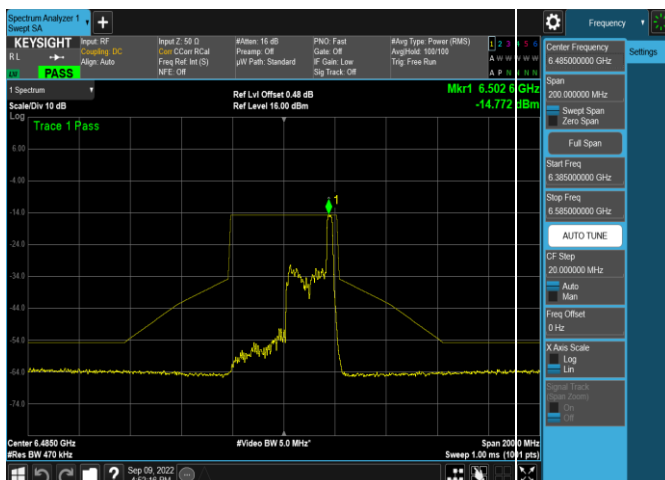 Spectrum Analyzer 1
Swept SA
+
Frequency
KEYSIGHT
RL
PASS
Input: RF
Coupling: DC
Align: Auto
Input Z: 50 Ω
Corr CCorr RCal
Freq Ref: Int (S)
NFE: Off
#Atten: 16 dB
Preamp: Off
µW Path: Standard
PNO: Fast
Gate: Off
IF Gain: Low
Sig Track: Off
#Avg Type: Power (RMS)
Avg|Hold: 100/100
Trig: Free Run
1 2 3 4 5 6
A W W W W W
A P N N N N
Settings
1 Spectrum
Scale/Div 10 dB
Log
Ref Lvl Offset 0.48 dB
Ref Level 16.00 dBm
Mkr1 6.502 6 GHz
-14.772 dBm
Trace 1 Pass
6.00
-4.00
-14.0
-24.0
-34.0
-44.0
-54.0
-64.0
-74.0
1
Center 6.4850 GHz
#Res BW 470 kHz
#Video BW 5.0 MHz*
Span 200.0 MHz
Sweep 1.00 ms (1001 pts)
Center Frequency
6.485000000 GHz
Span
200.000000 MHz
Swept Span
Zero Span
Full Span
Start Freq
6.385000000 GHz
Stop Freq
6.585000000 GHz
AUTO TUNE
CF Step
20.000000 MHz
Auto
Man
Freq Offset
0 Hz
X Axis Scale
Log
Lin
Signal Track
(Span Zoom)
On
Off
?
Sep 09, 2022